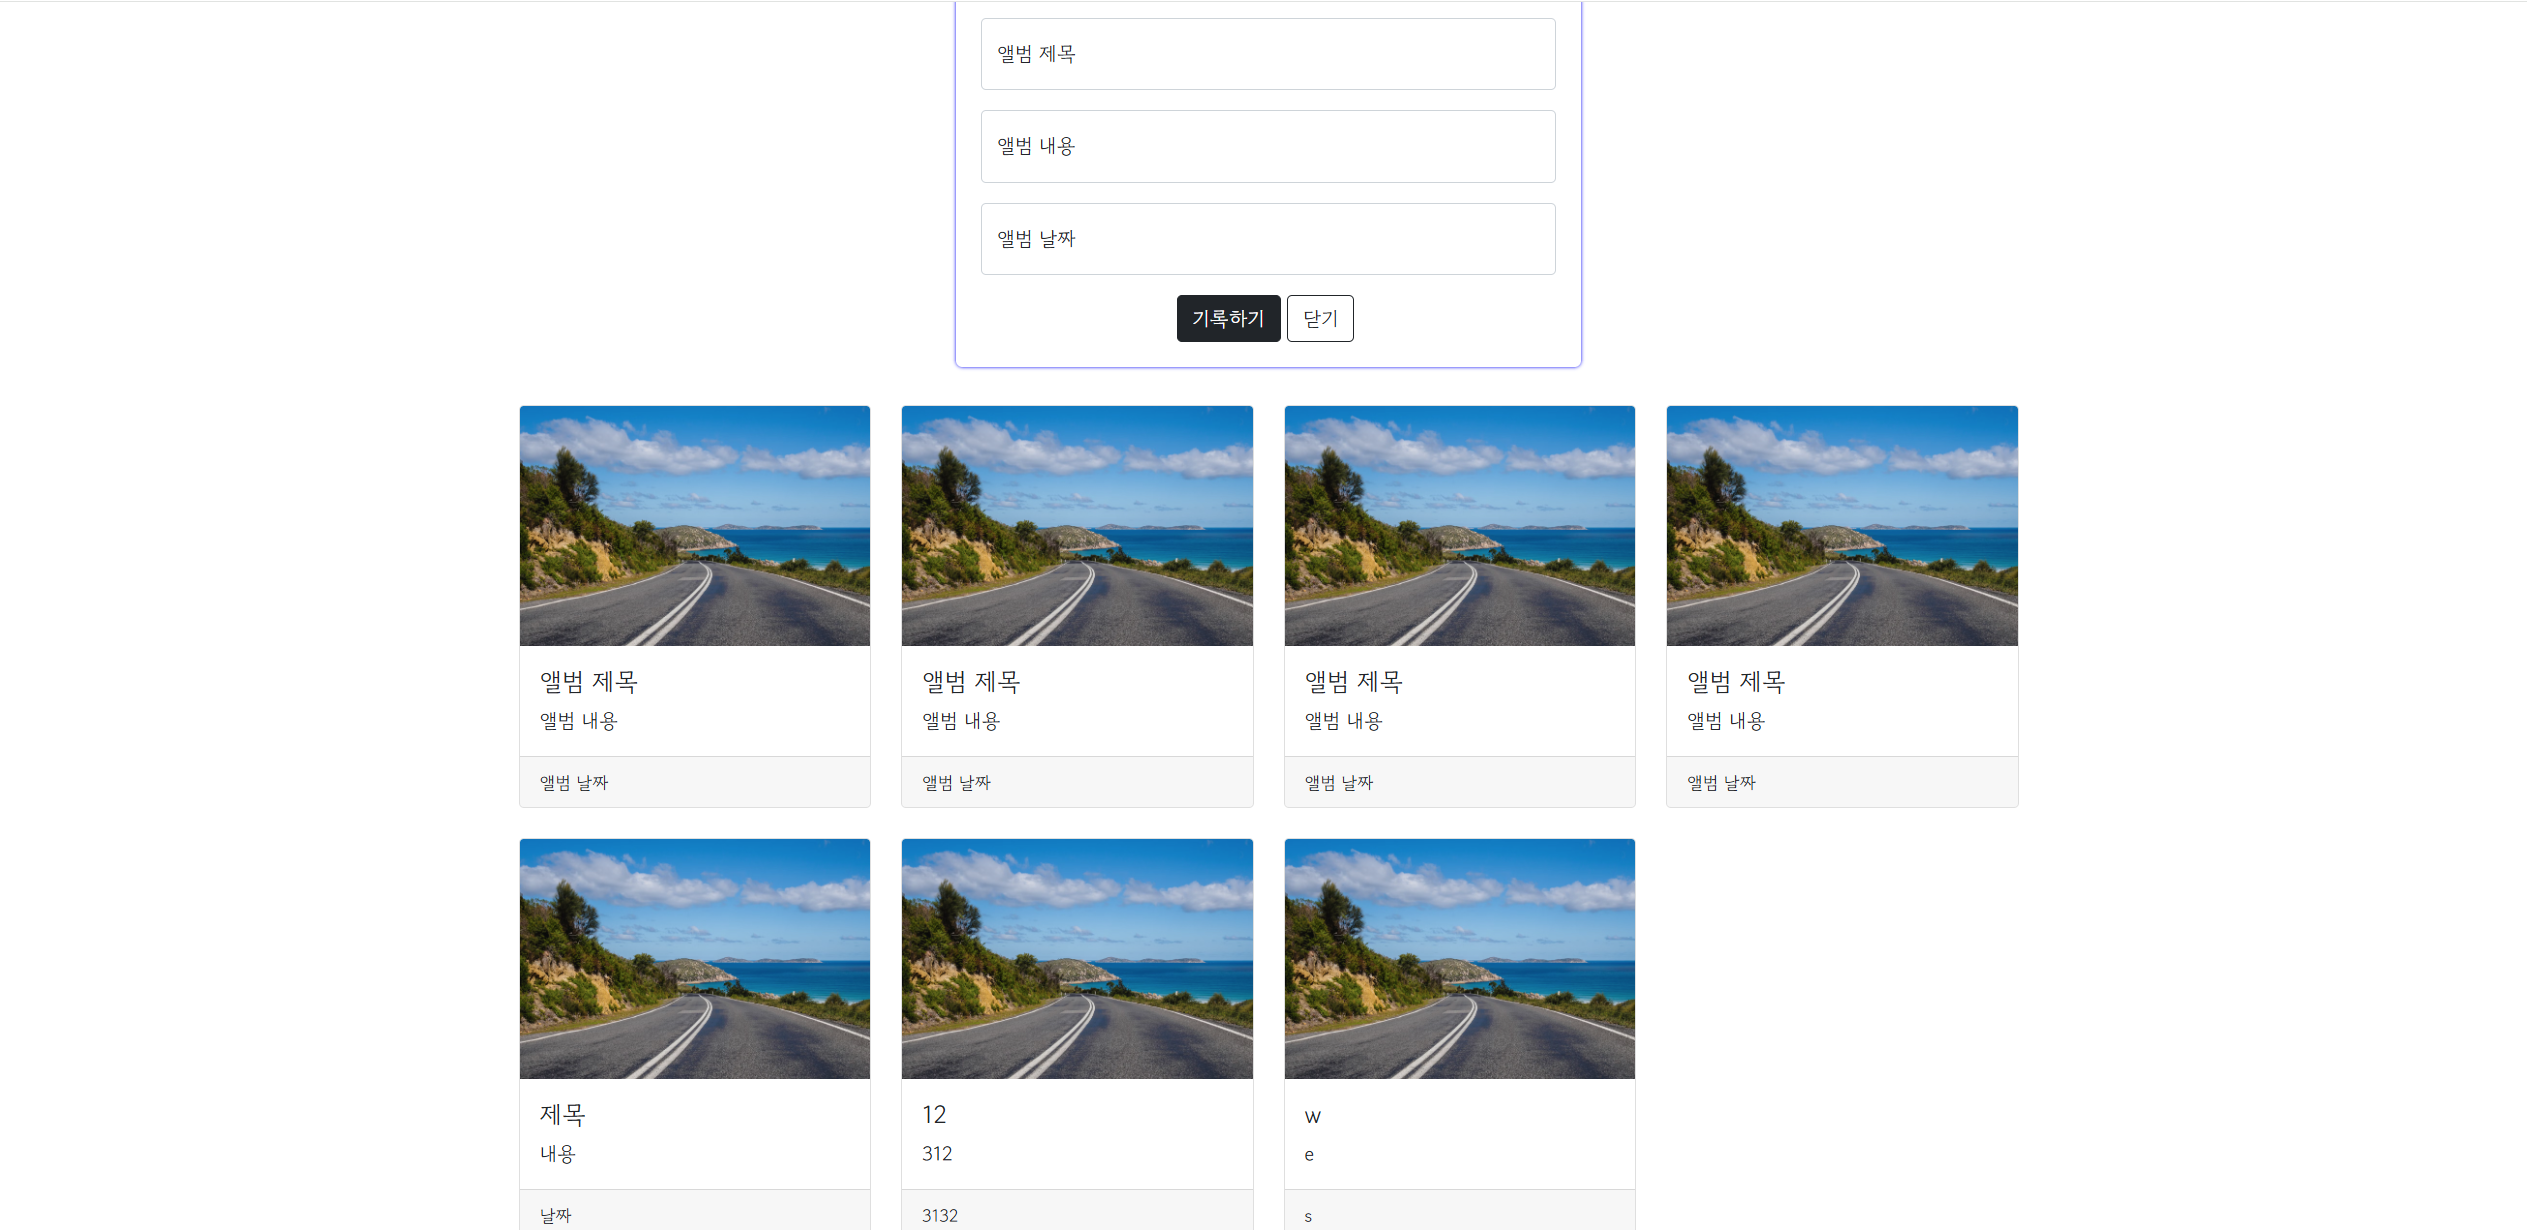 앨범 제목
앨범 내용
앨범 날짜
기록하기 닫기
앨범 제목
앨범 내용
앨범 날짜
앨범 제목
앨범 내용
앨범 날짜
앨범 제목
앨범 내용
앨범 날짜
앨범 제목
앨범 내용
앨범 날짜
제목
내용
날짜
12
312
3132
w
e
s